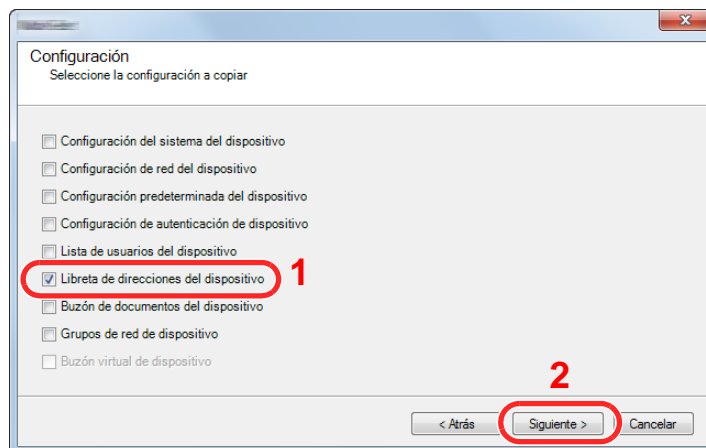 Configuración
Seleccione la configuración a copiar
Configuración del sistema del dispositivo
Configuración de red del dispositivo
Configuración predeterminada del dispositivo
Configuración de autenticación de dispositivo
Lista de usuarios del dispositivo
Libreta de direcciones del dispositivo 1
Buzón de documentos del dispositivo
Grupos de red de dispositivo
Buzón virtual de dispositivo
2
< Atrás Siguiente > Cancelar